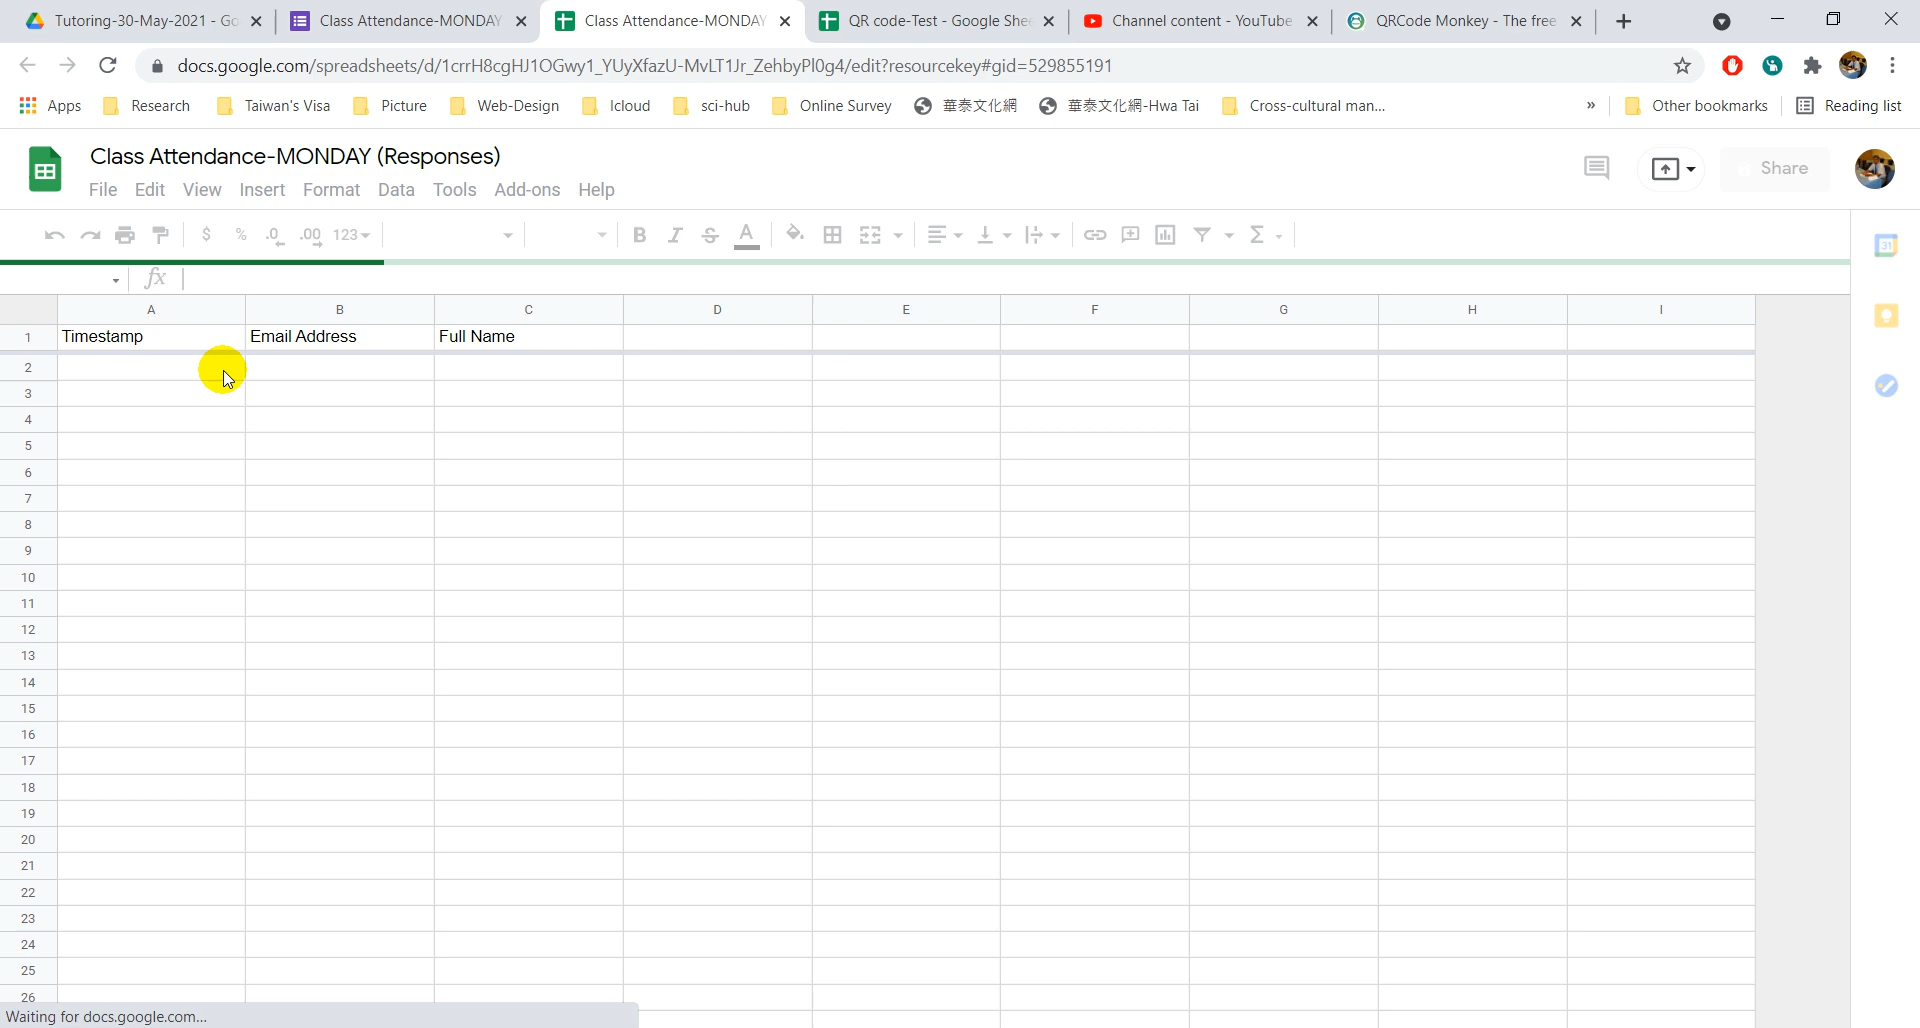 Tutoring-30-May-2021 - Go
Class Attendance-MONDAY
Class Attendance-MONDAY
QR code-Test - Google She
Channel content - YouTube
QRCode Monkey - The free
docs.google.com/spreadsheets/d/1crrH8cgHJ1OGwy1_YUyXfazU-MvLT1Jr_ZehbyPl0g4/edit?resourcekey#gid=529855191
Apps
Research
Taiwan's Visa
Picture
Web-Design
Icloud
sci-hub
Online Survey
華泰文化網
華泰文化網-Hwa Tai
Cross-cultural man...
»
Other bookmarks
Reading list
Class Attendance-MONDAY (Responses)
File Edit View Insert Format Data Tools Add-ons Help
Share
$ % .0 .00 123 B I S A Σ
31
fx
A B C D E F G H I
1 Timestamp Email Address Full Name
2
3
4
5
6
7
8
9
10
11
12
13
14
15
16
17
18
19
20
21
22
23
24
25
26
Waiting for docs.google.com...